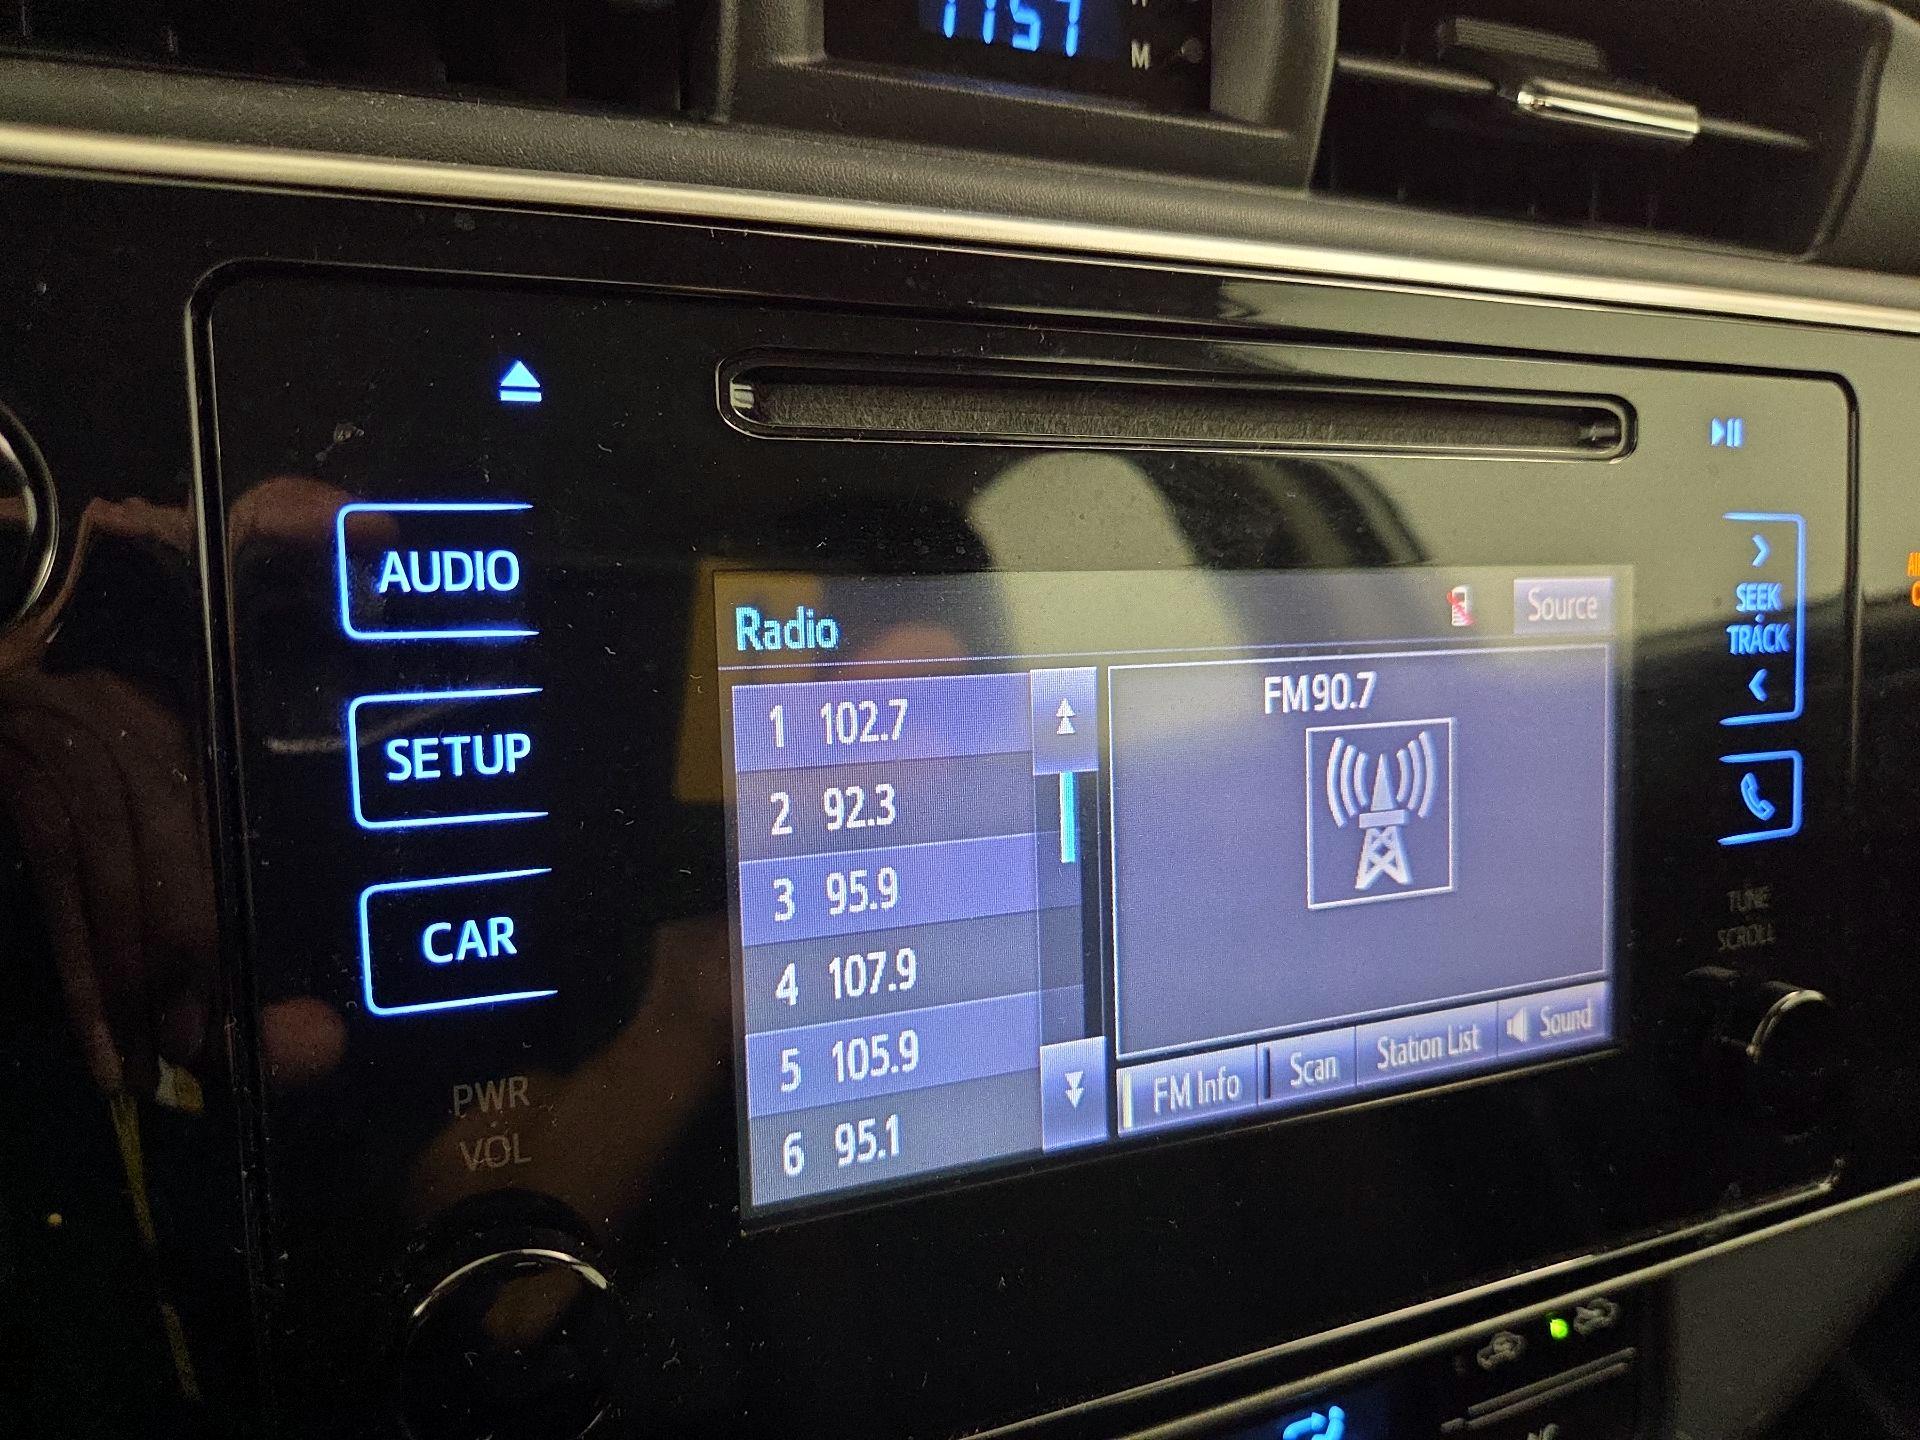 M
AUDIO
SETUP
CAR
PWR
VOL
Radio
Source
1 102.7
2 92.3
3 95.9
4 107.9
5 105.9
6 95.1
FM90.7
FM Info
Scan
Station List
Sound
SEEK
TRACK
TUNE
SCROLL